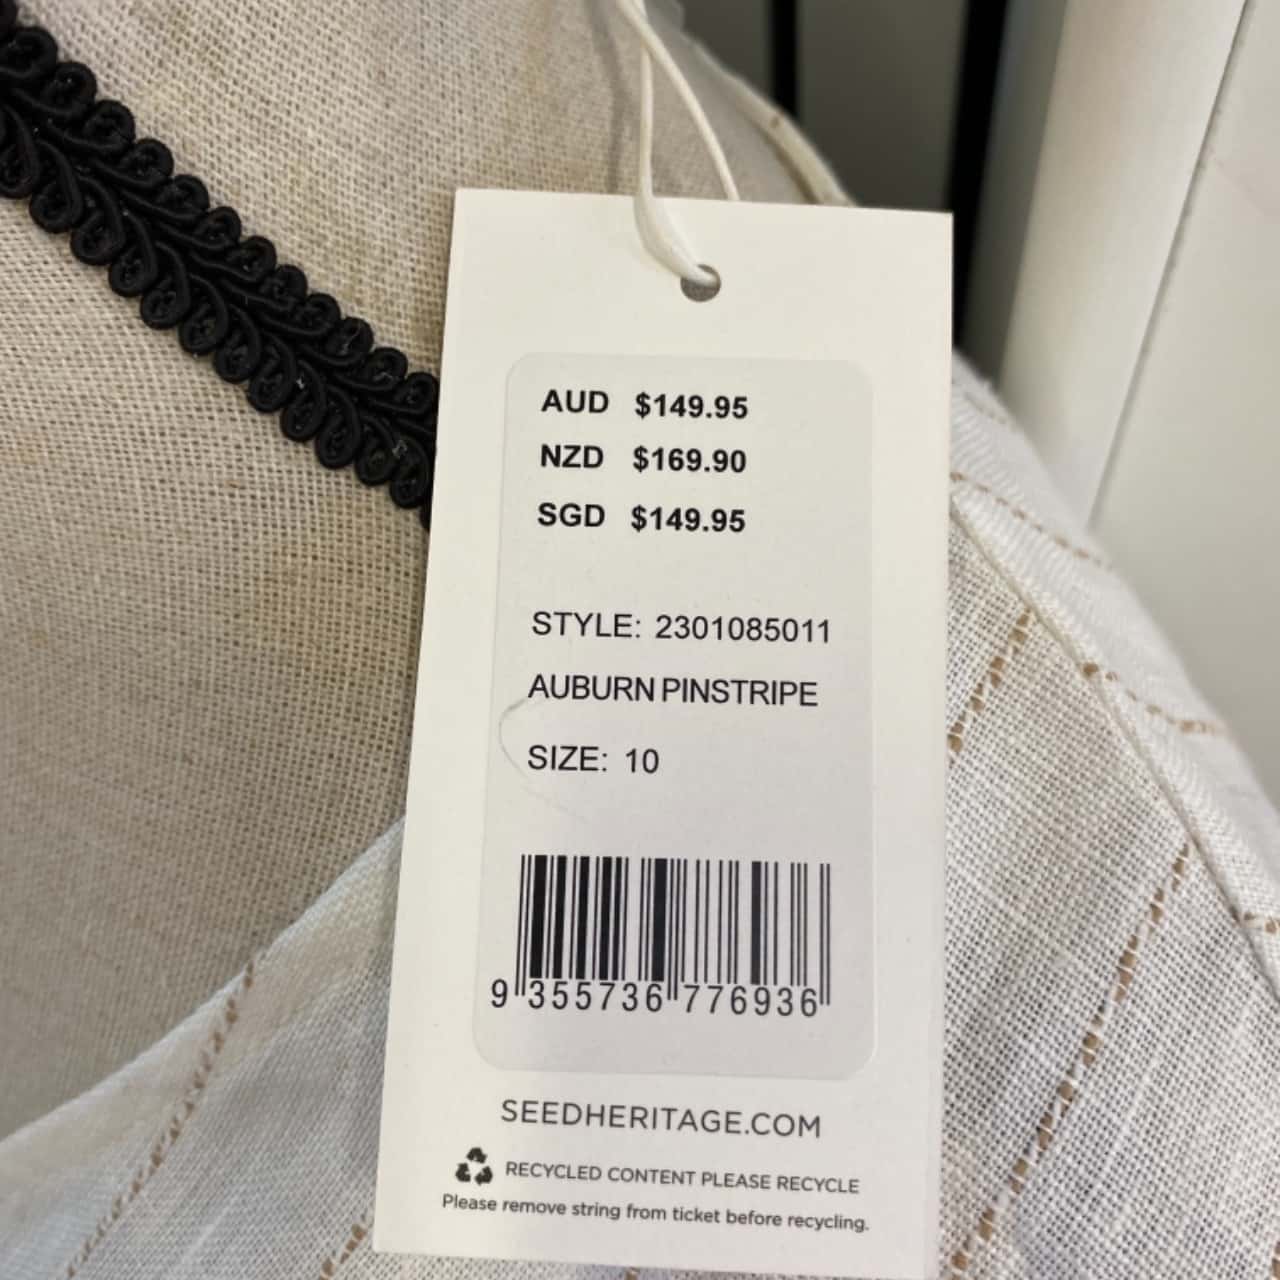 AUD $149.95
NZD $169.90
SGD $149.95
STYLE: 2301085011
AUBURN PINSTRIPE
SIZE: 10
9 355736 776936
SEEDHERITAGE.COM
RECYCLED CONTENT PLEASE RECYCLE
Please remove string from ticket before recycling.